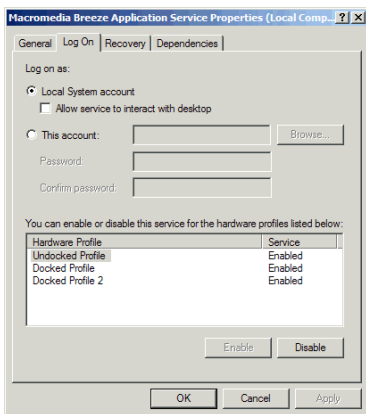 Macromedia Breeze Application Service Properties (Local Comp... ? X
General Log On Recovery Dependencies
Log on as:
Local System account
Allow service to interact with desktop
This account: Browse...
Password:
Confirm password:
You can enable or disable this service for the hardware profiles listed below:
Hardware Profile Service
Undocked Profile Enabled
Docked Profile Enabled
Docked Profile 2 Enabled
Enable Disable
OK Cancel Apply